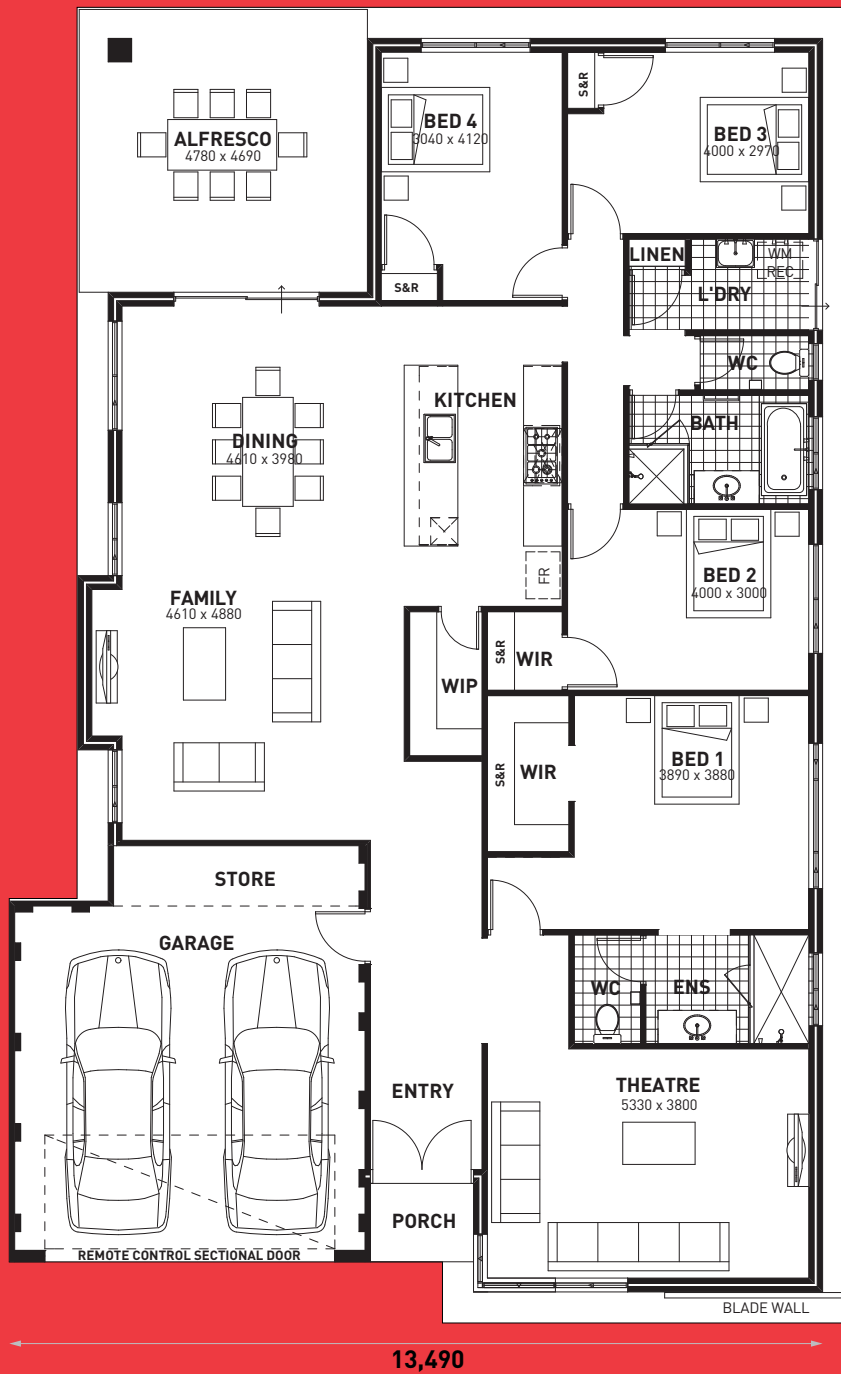 ALFRESCO
4780 x 4690
BED 4
3040 x 4120
S&R
S&R
BED 3
4000 x 2970
LINEN
WM
REC
L'DRY
WC
BATH
KITCHEN
DINING
4610 x 3980
FR
BED 2
4000 x 3000
FAMILY
4610 x 4880
WIP
S&R
WIR
S&R
WIR
BED 1
3890 x 3880
STORE
GARAGE
WC
ENS
ENTRY
THEATRE
5330 x 3800
PORCH
REMOTE CONTROL SECTIONAL DOOR
BLADE WALL
13,490